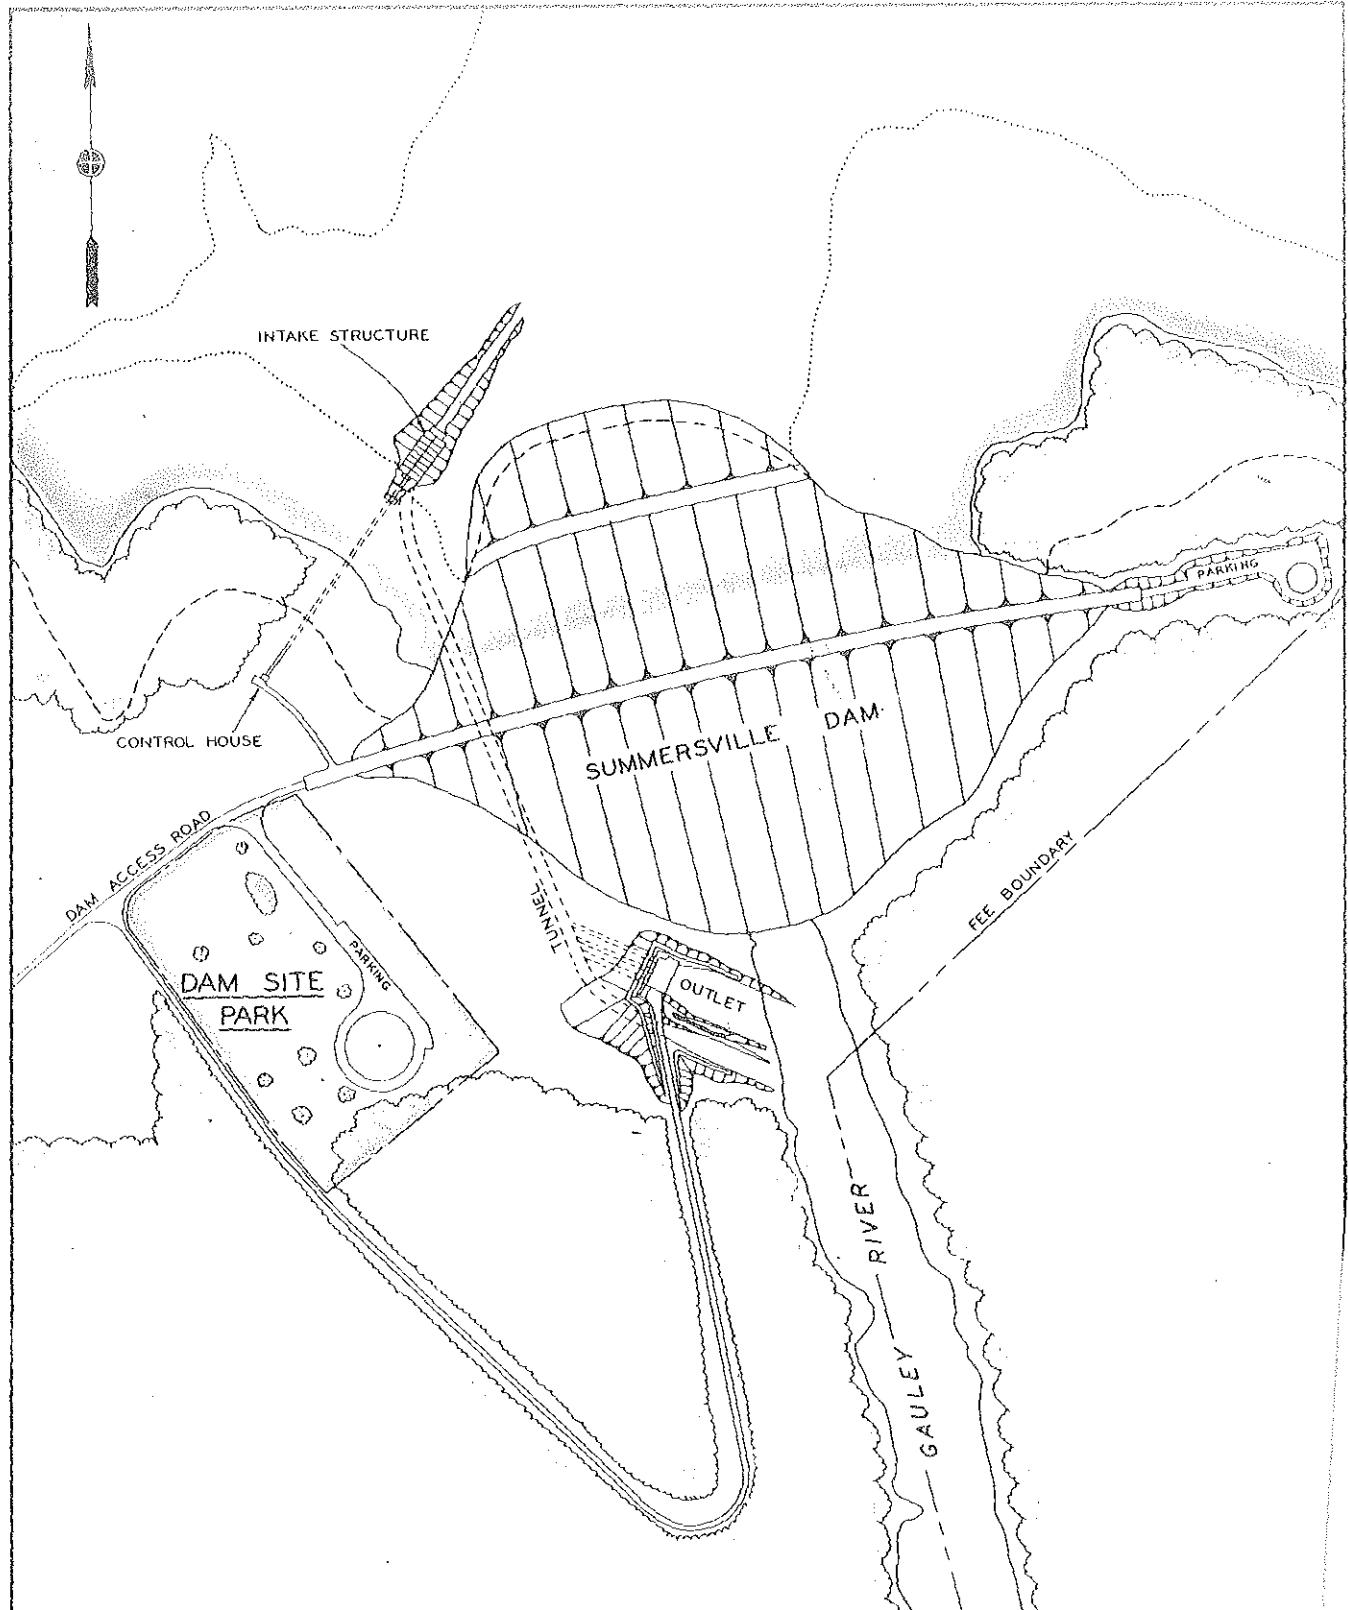 INTAKE STRUCTURE
PARKING
CONTROL HOUSE
SUMMERSVILLE DAM
DAM ACCESS ROAD
FEE BOUNDARY
TUNNEL
PARKING
DAM SITE
PARK
OUTLET
GAULEY RIVER